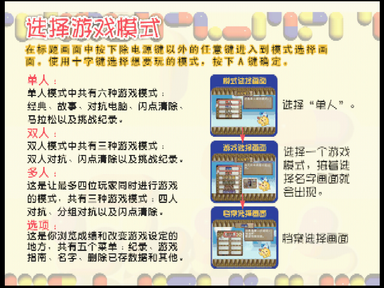 选择游戏模式
在标题画面中按下除电源键以外的任意键进入到模式选择画
面。使用十字键选择想要玩的模式，按下A键确定。
单人：
单人模式中共有六种游戏模式：
经典、故事、对抗电脑、闪点清除、
马拉松以及挑战纪录。
双人：
双人模式中共有三种游戏模式：
双人对抗、闪点清除以及挑战纪录。
多人：
这是让最多四位玩家同时进行游戏
的模式，共有三种游戏模式：四人
对抗、分组对抗以及闪点清除。
选项：
这是你浏览成绩和改变游戏设定的
地方，共有五个菜单：纪录、游戏
指南、名字、删除已存数据和其他。
模式选择画面
选择“单人”。
游戏选择画面
选择一个游戏
模式，接着选
择名字画面就
会出现。
档案选择画面
档案选择画面